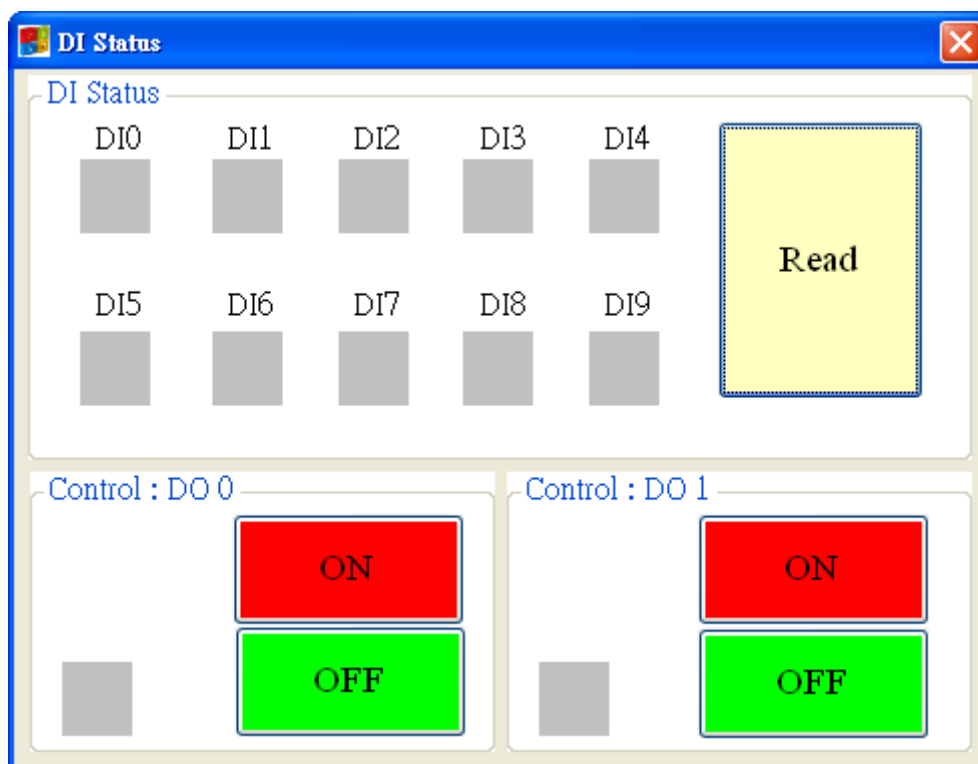 DI Status
DI Status
DI0 DI1 DI2 DI3 DI4
Read
DI5 DI6 DI7 DI8 DI9
Control : DO 0
ON
OFF
Control : DO 1
ON
OFF